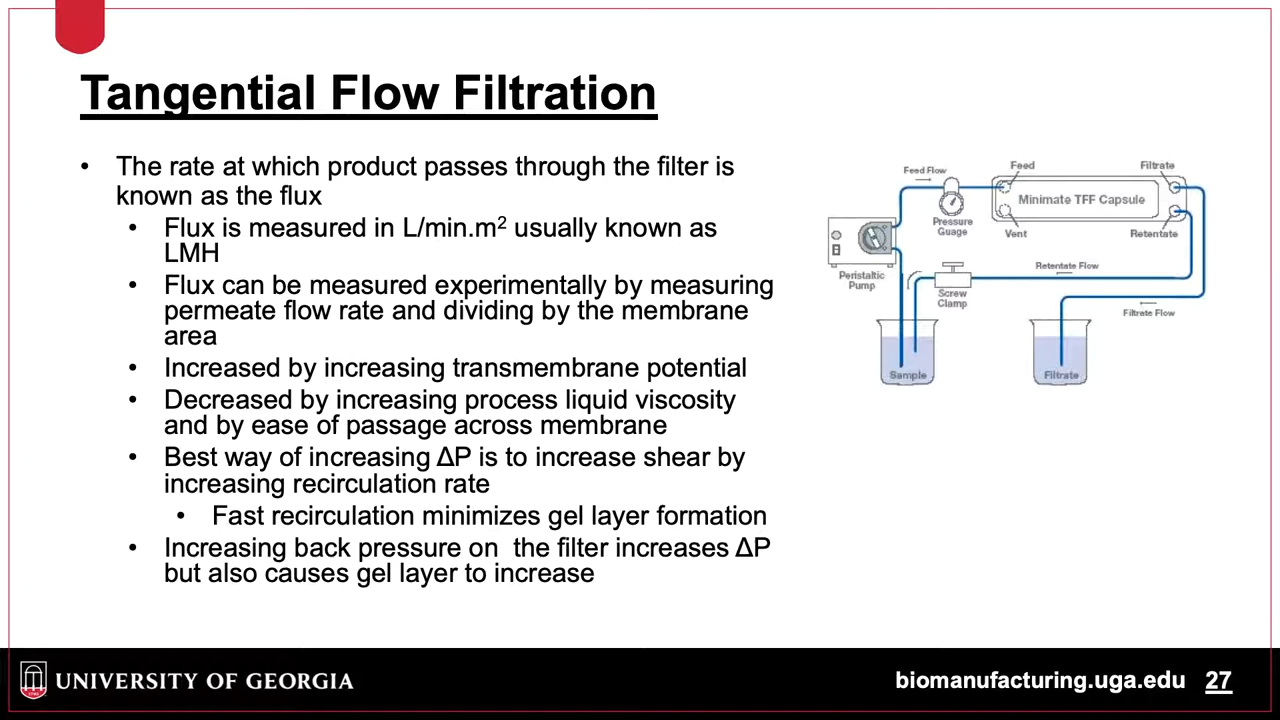 Tangential Flow Filtration
• The rate at which product passes through the filter is
known as the flux
• Flux is measured in L/min.m² usually known as
LMH
• Flux can be measured experimentally by measuring
permeate flow rate and dividing by the membrane
area
• Increased by increasing transmembrane potential
• Decreased by increasing process liquid viscosity
and by ease of passage across membrane
• Best way of increasing ΔP is to increase shear by
increasing recirculation rate
• Fast recirculation minimizes gel layer formation
• Increasing back pressure on  the filter increases ΔP
but also causes gel layer to increase
Feed Flow
Feed
Filtrate
Minimate TFF Capsule
Pressure
Guage
Vent
Retentate
Peristaltic
Pump
Retentate Flow
Screw
Clamp
Filtrate Flow
Sample
Filtrate
UNIVERSITY OF GEORGIA
biomanufacturing.uga.edu 27